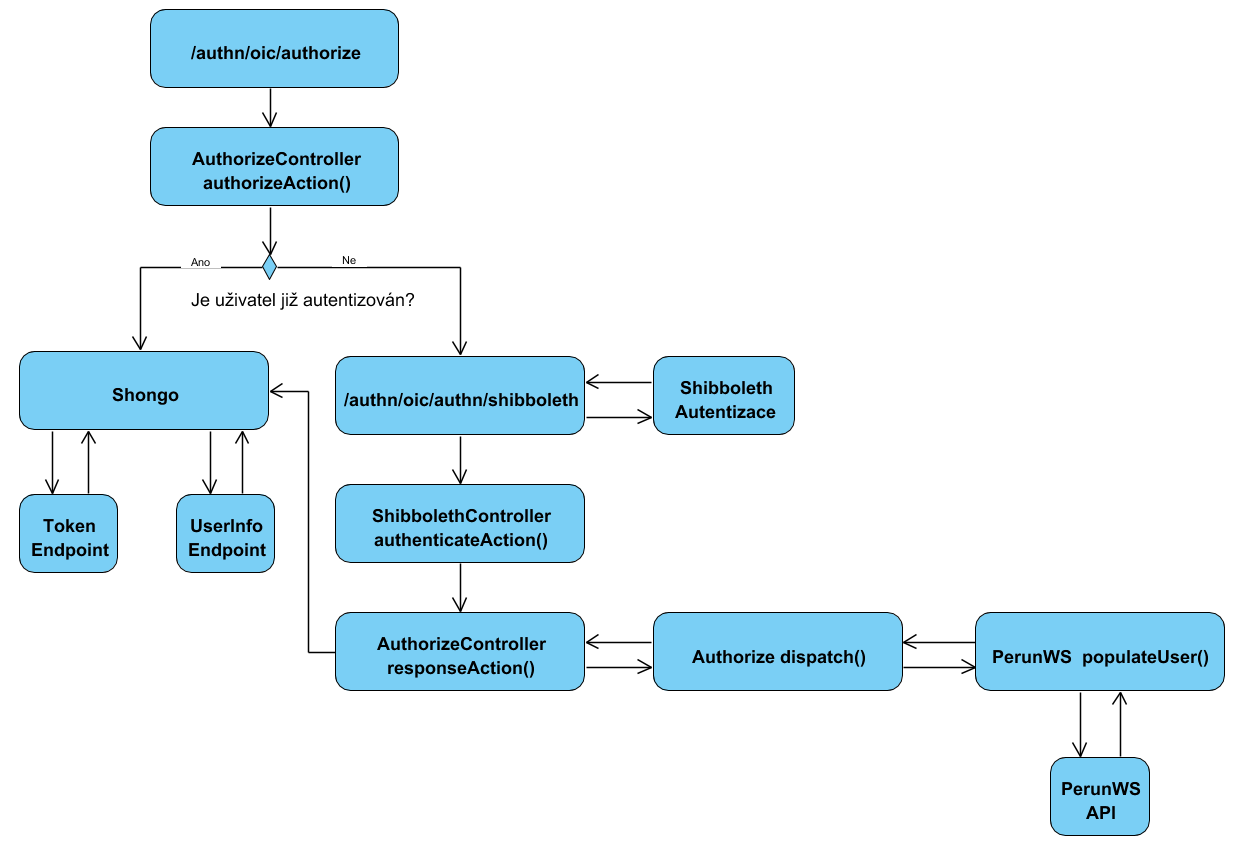 /authn/oic/authorize
AuthorizeController
authorizeAction()
Ano
Ne
Je uživatel již autentizován?
Shongo
/authn/oic/authn/shibboleth
Shibboleth
Autentizace
Token
Endpoint
UserInfo
Endpoint
ShibbolethController
authenticateAction()
AuthorizeController
responseAction()
Authorize dispatch()
PerunWS populateUser()
PerunWS
API